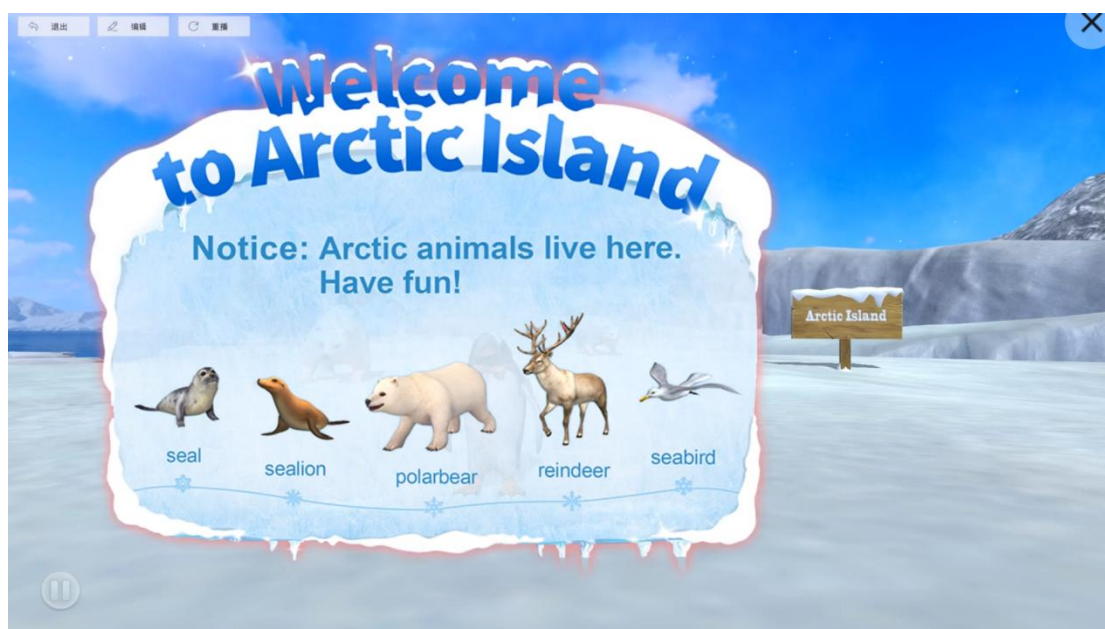 退出 编辑 重播
Welcome
to Arctic Island
Notice: Arctic animals live here.
Have fun!
Arctic Island
seal
sealion
polarbear
reindeer
seabird